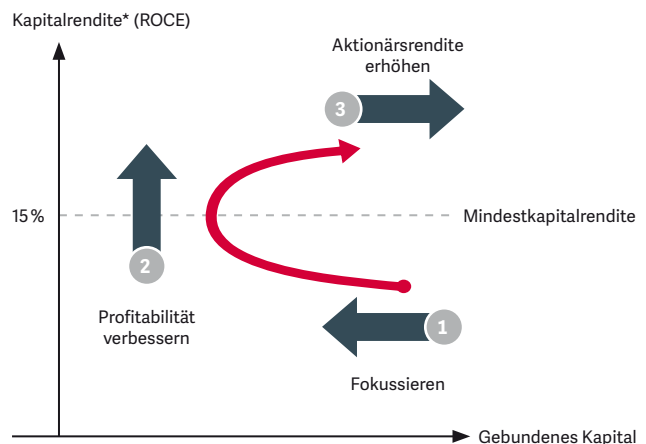 Kapitalrendite* (ROCE)
Aktionärsrendite
erhöhen
3
15 %
Mindestkapitalrendite
2
Profitabilität
verbessern
1
Fokussieren
Gebundenes Kapital